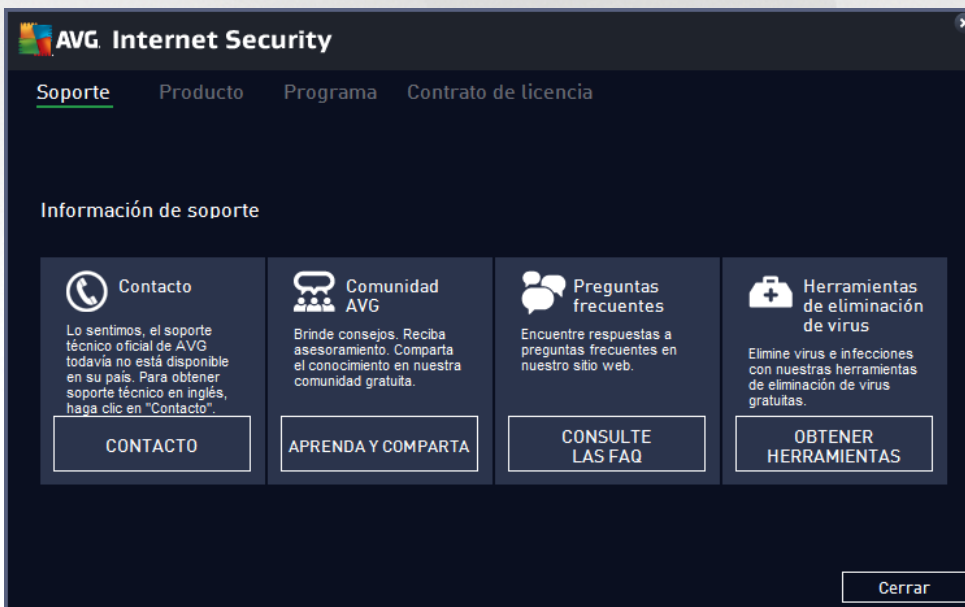 AVG. Internet Security
Soporte Producto Programa Contrato de licencia
Información de soporte
Contacto
Lo sentimos, el soporte
técnico oficial de AVG
todavía no está disponible
en su país. Para obtener
soporte técnico en inglés,
haga clic en "Contacto".
CONTACTO
Comunidad
AVG
Brinde consejos. Reciba
asesoramiento. Comparta
el conocimiento en nuestra
comunidad gratuita.
APRENDA Y COMPARTA
Preguntas
frecuentes
Encuentre respuestas a
preguntas frecuentes en
nuestro sitio web.
CONSULTE
LAS FAQ
Herramientas
de eliminación
de virus
Elimine virus e infecciones
con nuestras herramientas
de eliminación de virus
gratuitas.
OBTENER
HERRAMIENTAS
Cerrar